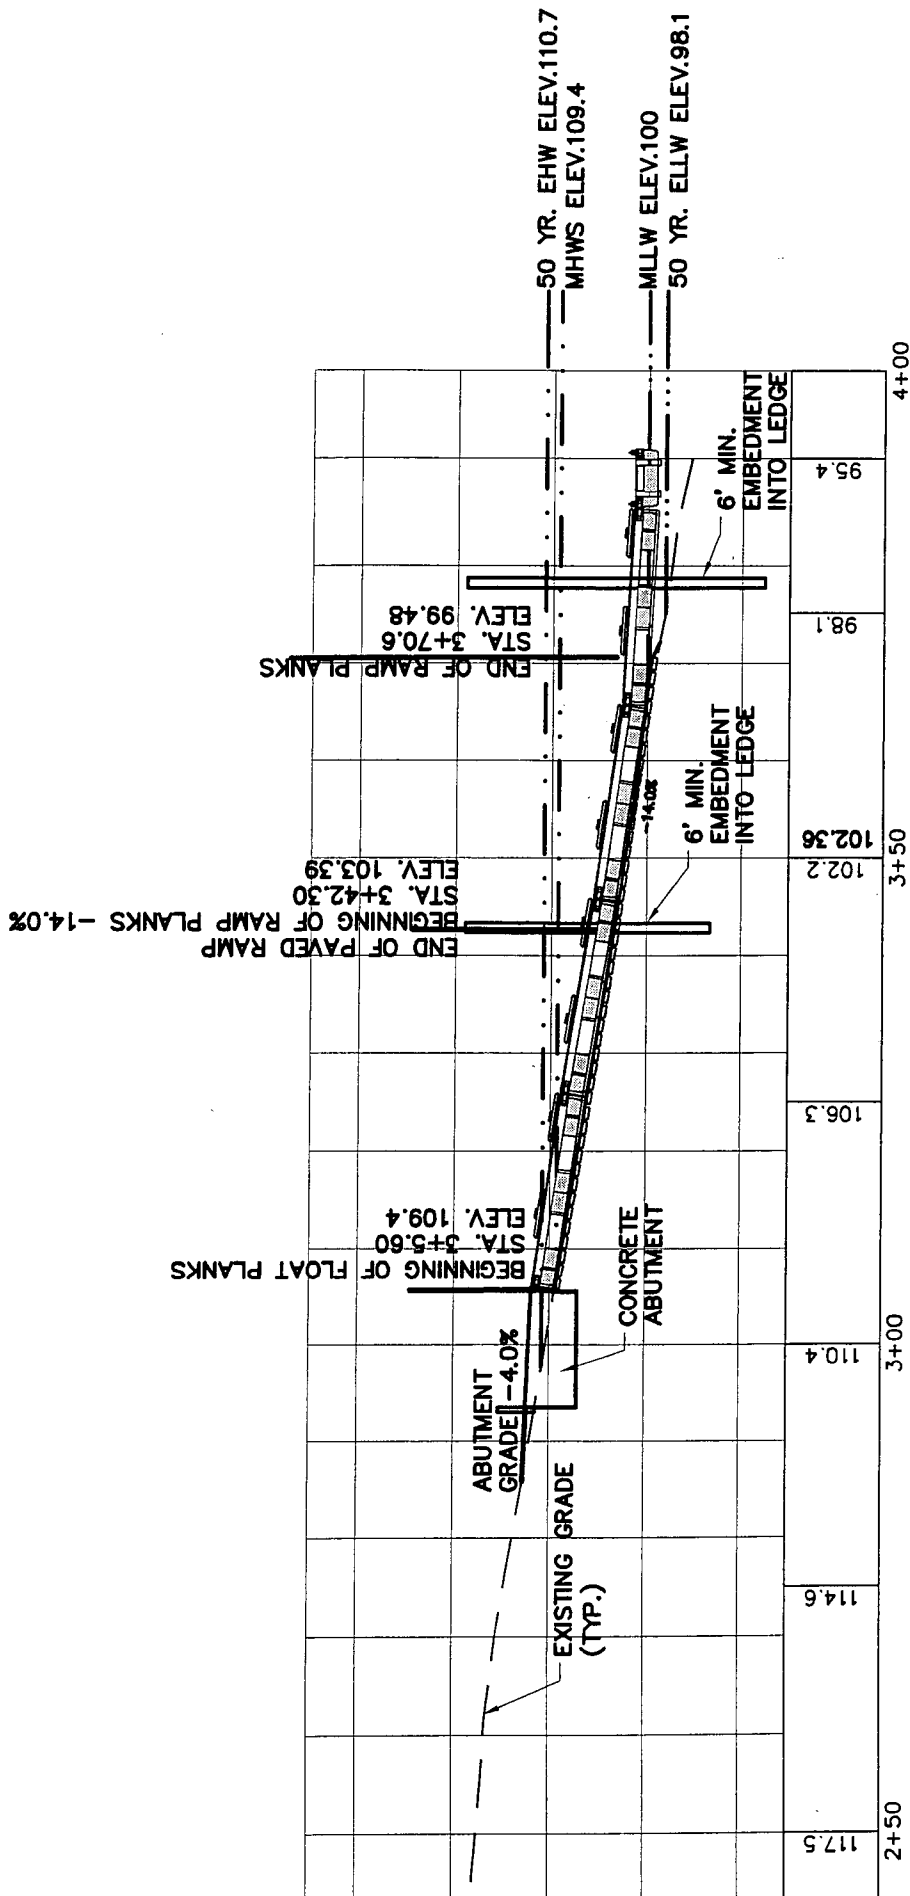 50 YR. EHW ELEV.110.7
MHWS ELEV.109.4
MLLW ELEV.100
50 YR. ELLW ELEV.98.1
END OF RAMP PLANKS
STA. 3+70.6
ELEV. 99.48
6' MIN.
EMBEDMENT
INTO LEDGE
END OF PAVED RAMP
BEGINNING OF RAMP PLANKS -14.0%
STA. 3+42.30
ELEV. 103.39
-14.0%
6' MIN.
EMBEDMENT
INTO LEDGE
BEGINNING OF FLOAT PLANKS
STA. 3+5.60
ELEV. 109.4
CONCRETE
ABUTMENT
ABUTMENT
GRADE -4.0%
EXISTING GRADE
(TYP.)
117.5
114.6
110.4
106.3
102.2
102.36
98.1
95.4
2+50
3+00
3+50
4+00